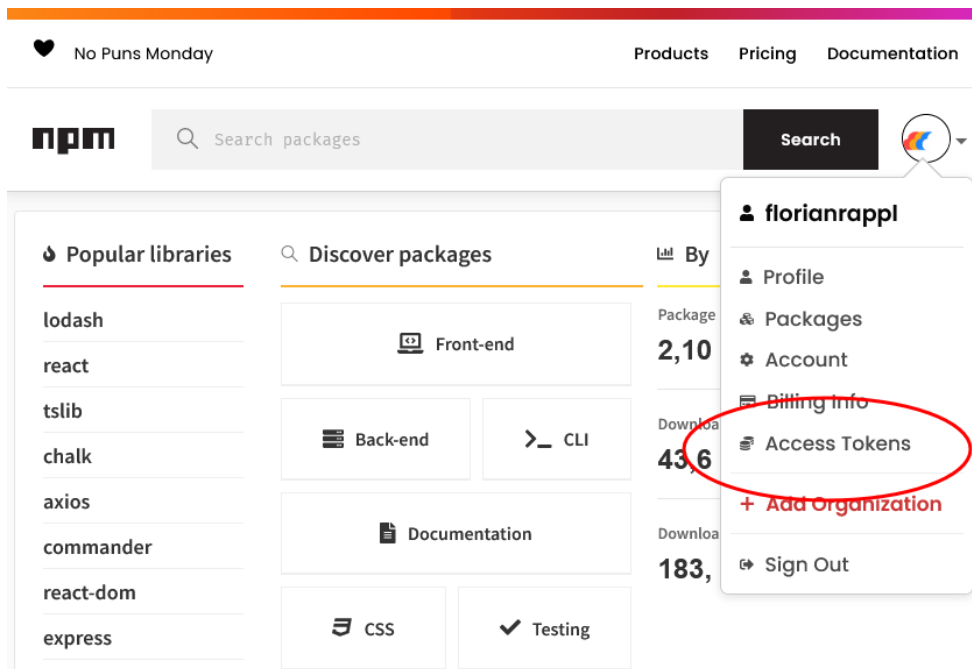 No Puns Monday
Products Pricing Documentation
npm
Search packages
Search
florianrappl
Profile
Packages
Account
Billing Info
Access Tokens
+ Add Organization
Sign Out
Popular libraries
lodash
react
tslib
chalk
axios
commander
react-dom
express
Discover packages
Front-end
Back-end
CLI
Documentation
CSS
Testing
By
Package
2,10
43,6
183,